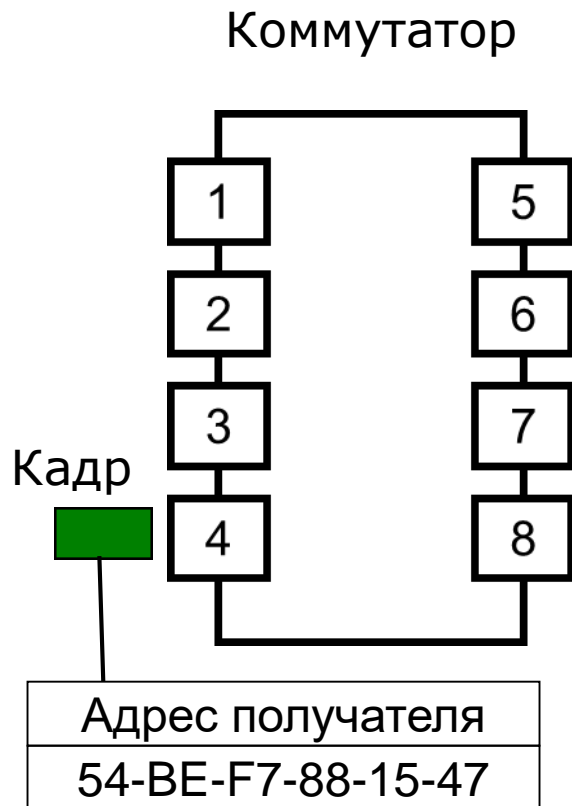 Коммутатор
1 5
2 6
3 7
Кадр
4 8
Адрес получателя
54-BE-F7-88-15-47